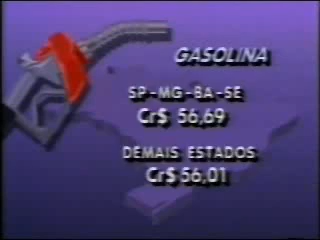 GASOLINA
SP-MG-BA-SE
Cr$ 56,69
DEMAIS ESTADOS
Cr$ 56,01